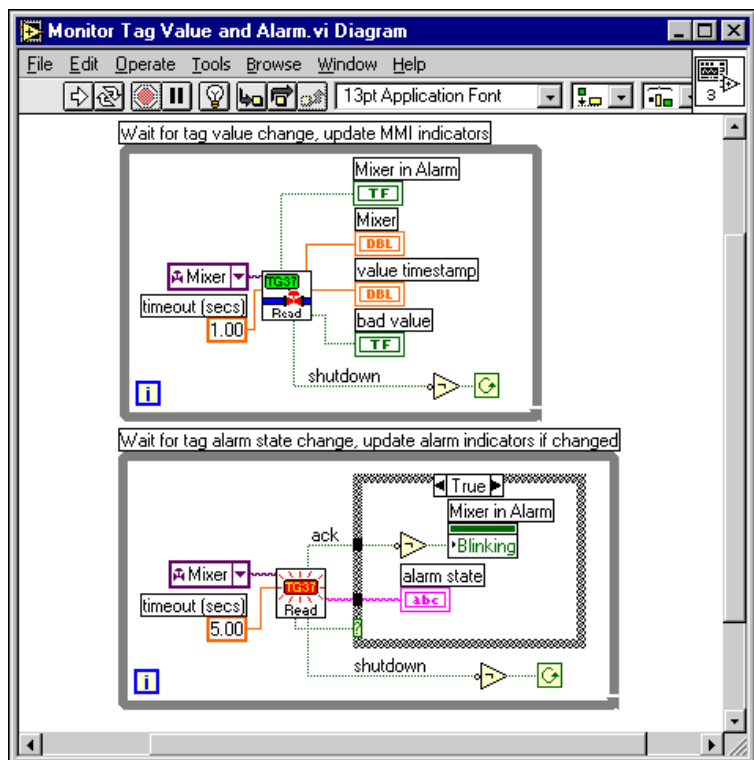 Monitor Tag Value and Alarm.vi Diagram
File Edit Operate Tools Browse Window Help
13pt Application Font
3
Wait for tag value change, update MMI indicators
Mixer in Alarm
TF
Mixer
DBL
Mixer
value timestamp
TG37
DBL
timeout (secs)
Read
1.00
bad value
TF
shutdown
i
Wait for tag alarm state change, update alarm indicators if changed
True
Mixer in Alarm
ack
Blinking
Mixer
alarm state
TG37
abc
timeout (secs)
Read
5.00
?
shutdown
i